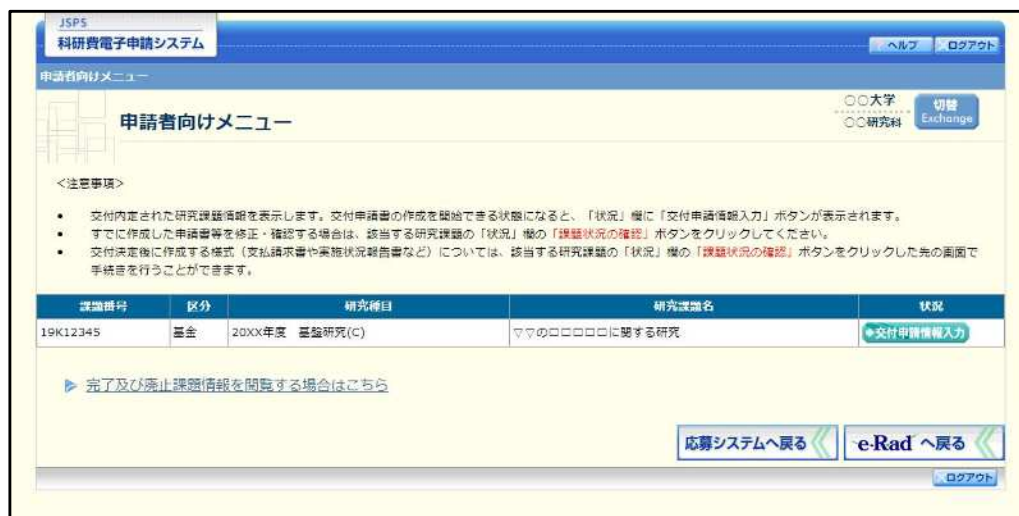 JSPS
科研費電子申請システム
ヘルプ
ログアウト
申請者向けメニュー
申請者向けメニュー
○○大学
○○研究科
切替
Exchange
<注意事項>
• 交付内定された研究課題情報を表示します。交付申請書の作成を開始できる状態になると、「状況」欄に「交付申請情報入力」ボタンが表示されます。
• すでに作成した申請書等を修正・確認する場合は、該当する研究課題の「状況」欄の「課題状況の確認」ボタンをクリックしてください。
• 交付決定後に作成する様式(支払請求書や実施状況報告書など)については、該当する研究課題の「状況」欄の「課題状況の確認」ボタンをクリックした先の画面で
手続きを行うことができます。
課題番号 区分 研究種目 研究課題名 状況
19K12345 基金 20XX年度 基盤研究(C) ▽▽の□□□□□に関する研究 交付申請情報入力
完了及び廃止課題情報を閲覧する場合はこちら
応募システムへ戻る
e-Rad へ戻る
ログアウト